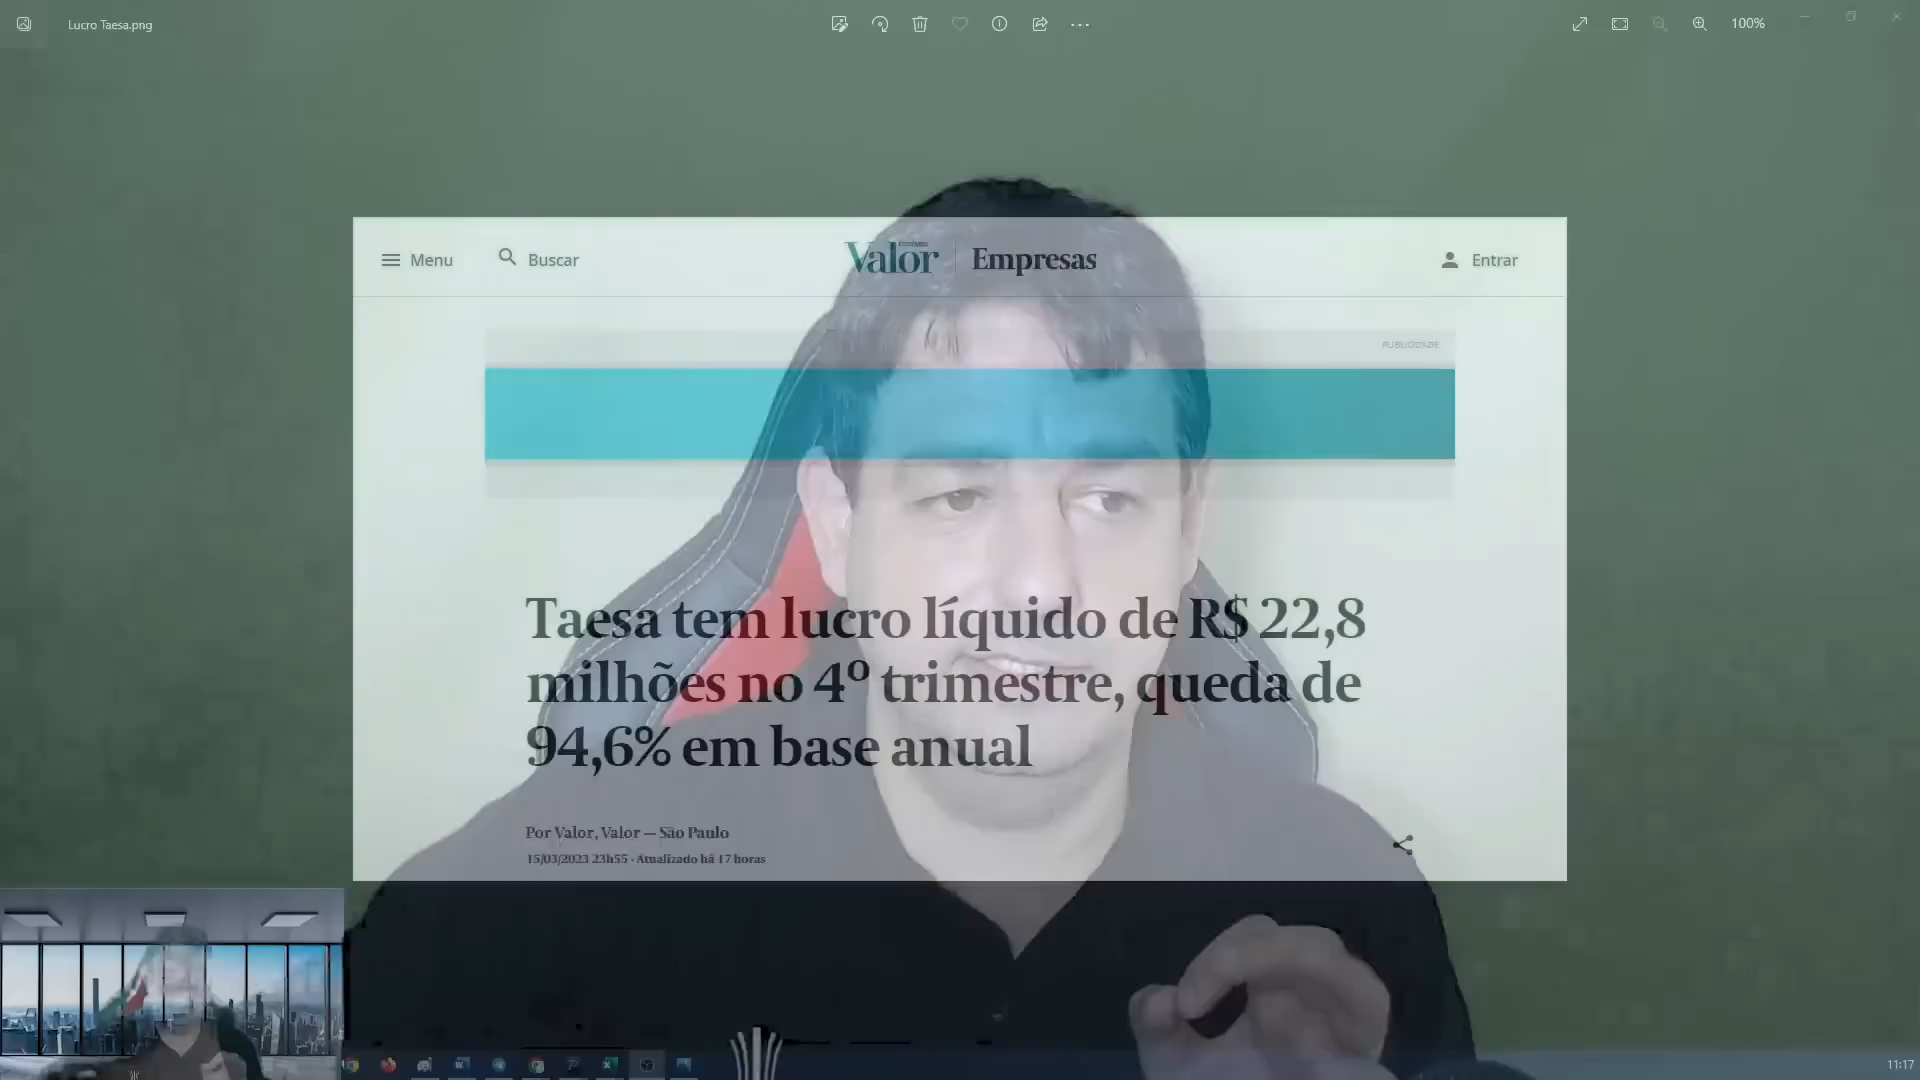 Lucro Taesa.png
100%
Menu
Buscar
Valor
Empresas
Entrar
PUBLICIDADE
Taesa tem lucro líquido de R$ 22,8
milhões no 4º trimestre, queda de
94,6% em base anual
Por Valor, Valor — São Paulo
15/03/2023 23h55 · Atualizado há 17 horas
11:17